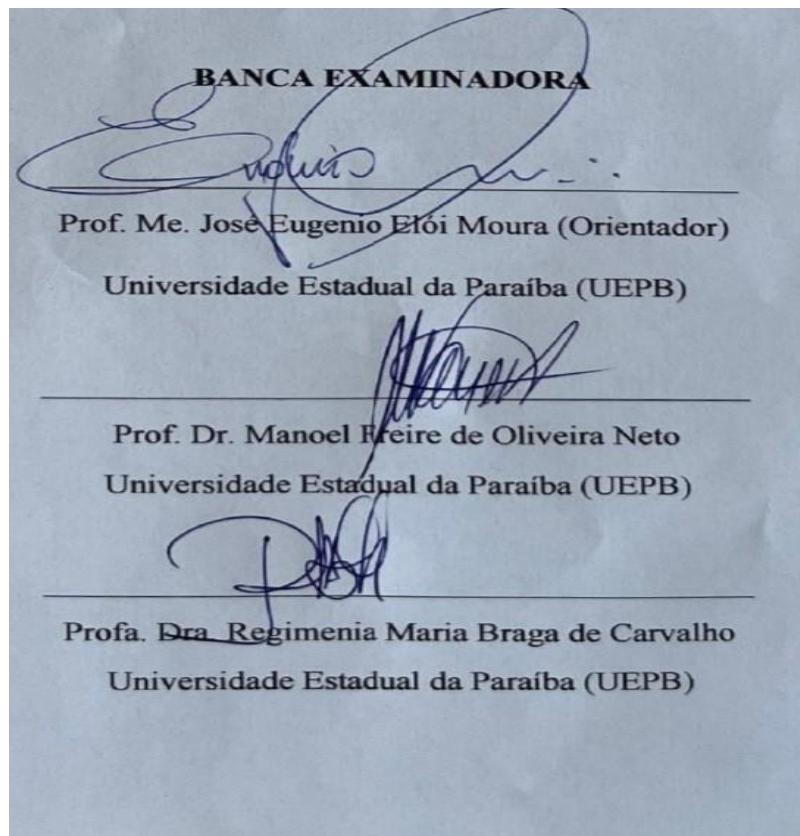 BANCA EXAMINADORA
Prof. Me. José Eugenio Elói Moura (Orientador)
Universidade Estadual da Paraíba (UEPB)
Prof. Dr. Manoel Freire de Oliveira Neto
Universidade Estadual da Paraíba (UEPB)
Profa. Dra. Regimenia Maria Braga de Carvalho
Universidade Estadual da Paraíba (UEPB)